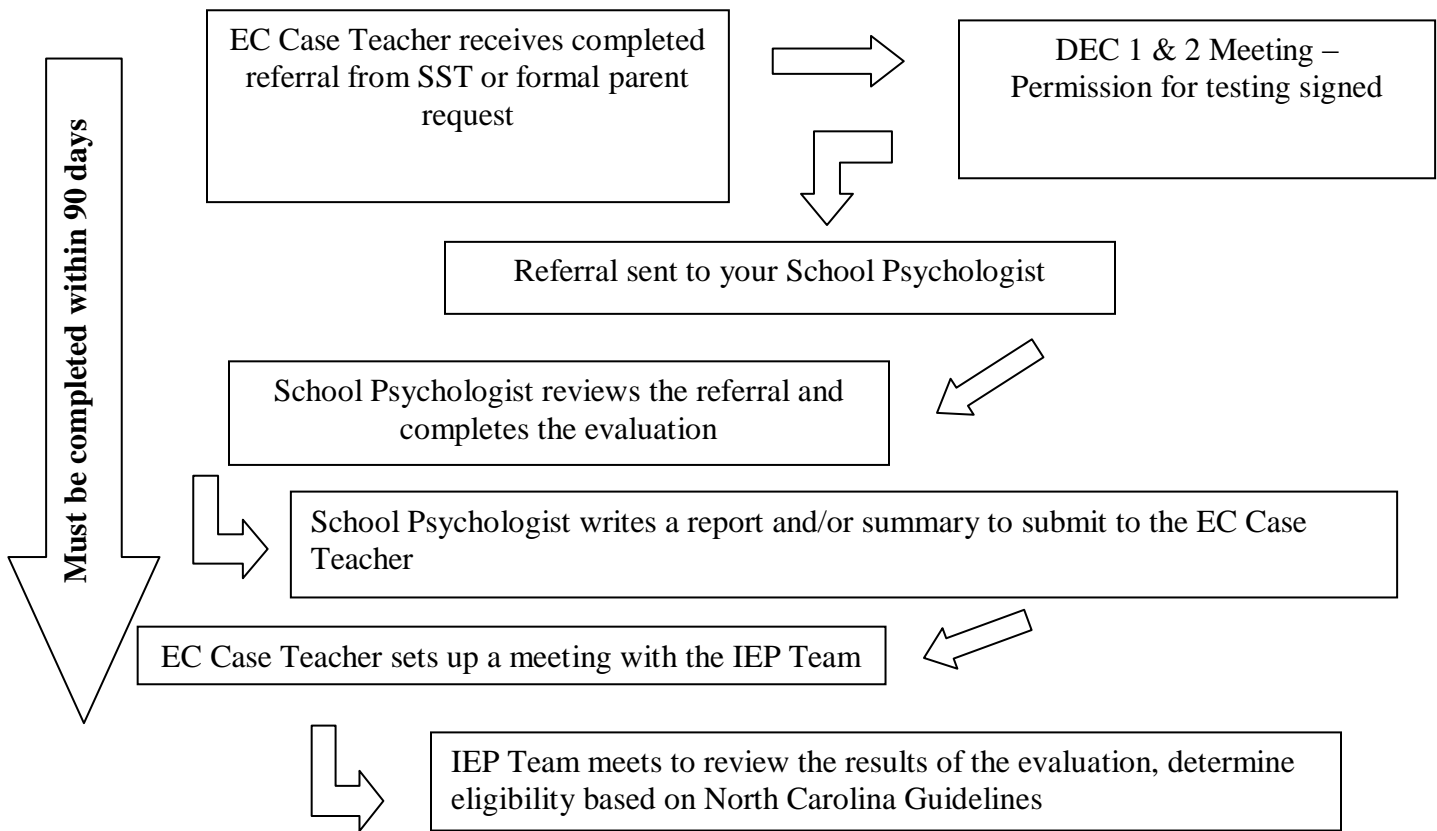 EC Case Teacher receives completed
referral from SST or formal parent
request
DEC 1 & 2 Meeting –
Permission for testing signed
Must be completed within 90 days
Referral sent to your School Psychologist
School Psychologist reviews the referral and
completes the evaluation
School Psychologist writes a report and/or summary to submit to the EC Case
Teacher
EC Case Teacher sets up a meeting with the IEP Team
IEP Team meets to review the results of the evaluation, determine
eligibility based on North Carolina Guidelines